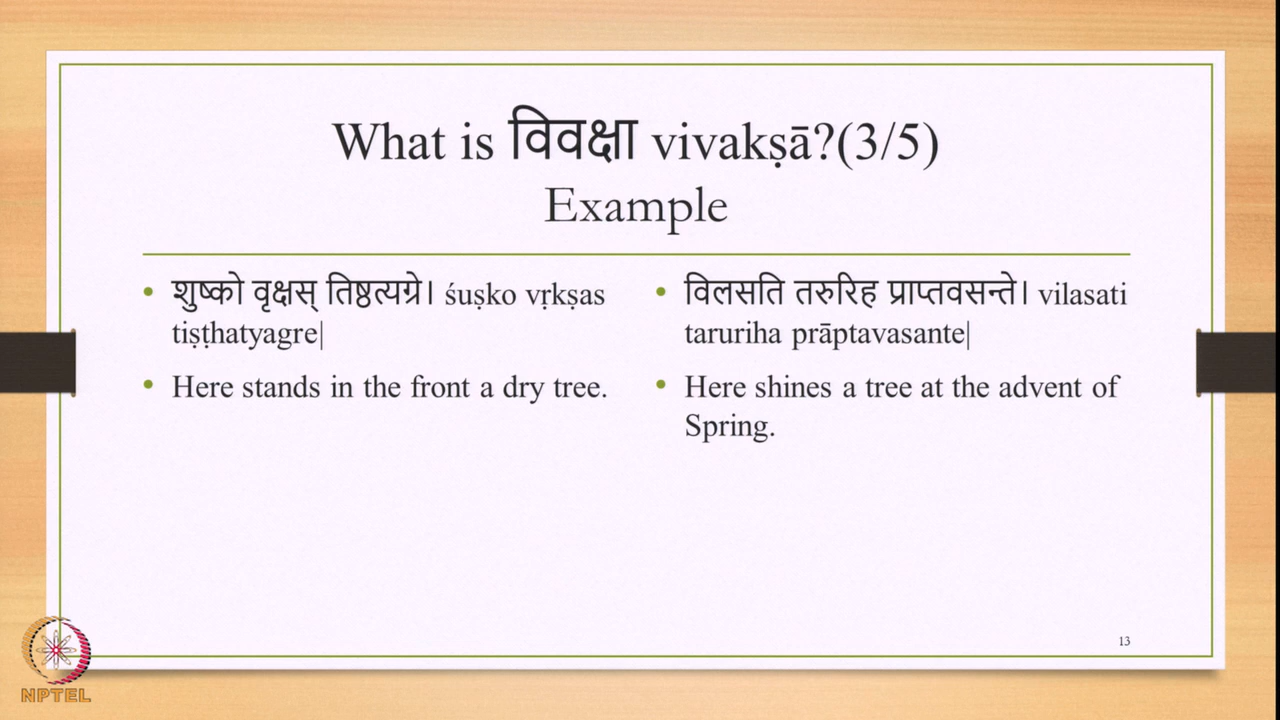 What is विवक्षा vivakṣā?(3/5)
Example
• शुष्को वृक्षस् तिष्ठत्यग्रे। śuṣko vṛkṣas
tiṣṭhatyagre|
• Here stands in the front a dry tree.
• विलसति तरुरिह प्राप्तवसन्ते। vilasati
taruriha prāptavasante|
• Here shines a tree at the advent of
Spring.
13
NPTEL